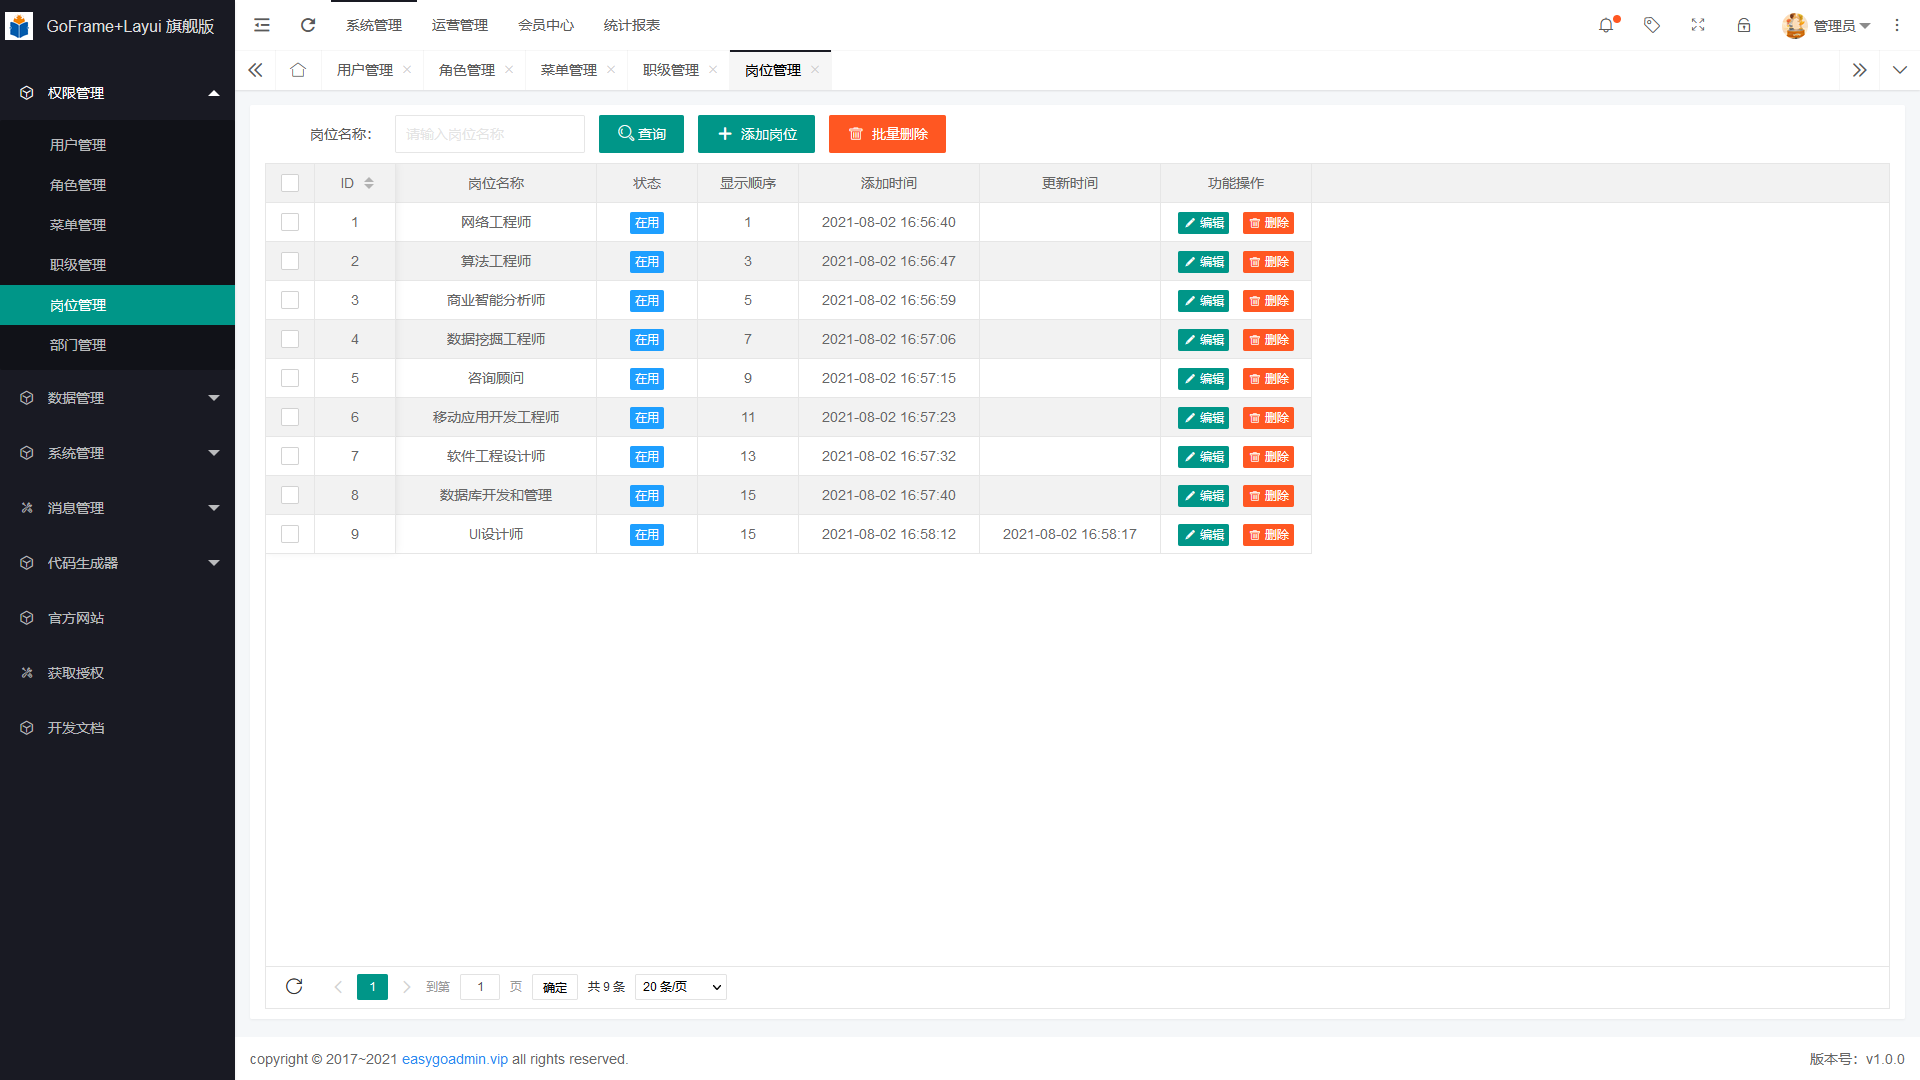 GoFrame+Layui 旗舰版
系统管理 运营管理 会员中心 统计报表
管理员
用户管理 角色管理 菜单管理 职级管理 岗位管理
权限管理
用户管理
角色管理
菜单管理
职级管理
岗位管理
部门管理
数据管理
系统管理
消息管理
代码生成器
官方网站
获取授权
开发文档
岗位名称： 请输入岗位名称 查询 添加岗位 批量删除
ID 岗位名称 状态 显示顺序 添加时间 更新时间 功能操作
1 网络工程师 在用 1 2021-08-02 16:56:40 编辑 删除
2 算法工程师 在用 3 2021-08-02 16:56:47 编辑 删除
3 商业智能分析师 在用 5 2021-08-02 16:56:59 编辑 删除
4 数据挖掘工程师 在用 7 2021-08-02 16:57:06 编辑 删除
5 咨询顾问 在用 9 2021-08-02 16:57:15 编辑 删除
6 移动应用开发工程师 在用 11 2021-08-02 16:57:23 编辑 删除
7 软件工程设计师 在用 13 2021-08-02 16:57:32 编辑 删除
8 数据库开发和管理 在用 15 2021-08-02 16:57:40 编辑 删除
9 UI设计师 在用 15 2021-08-02 16:58:12 2021-08-02 16:58:17 编辑 删除
1 到第 1 页 确定 共 9 条 20 条/页
copyright © 2017~2021 easygoadmin.vip all rights reserved.
版本号：v1.0.0